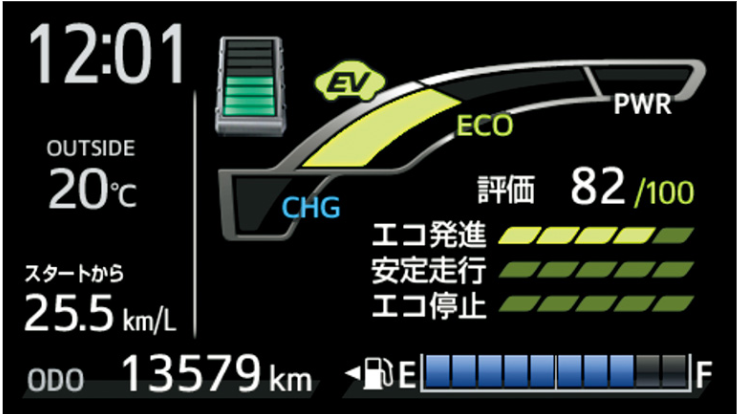 12:01
OUTSIDE
20℃
スタートから
25.5 km/L
EV
ECO
PWR
CHG
評価 82/100
エコ発進
安定走行
エコ停止
ODO 13579 km
E F